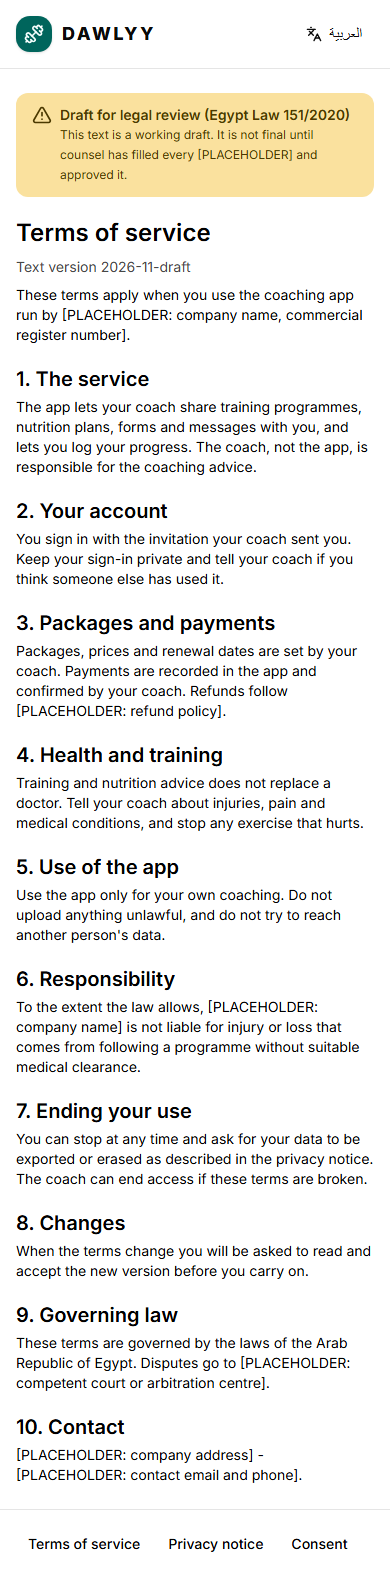 DAWLYY
العربية
Draft for legal review (Egypt Law 151/2020)
This text is a working draft. It is not final until
counsel has filled every [PLACEHOLDER] and
approved it.
Terms of service
Text version 2026-11-draft
These terms apply when you use the coaching app
run by [PLACEHOLDER: company name, commercial
register number].
1. The service
The app lets your coach share training programmes,
nutrition plans, forms and messages with you, and
lets you log your progress. The coach, not the app, is
responsible for the coaching advice.
2. Your account
You sign in with the invitation your coach sent you.
Keep your sign-in private and tell your coach if you
think someone else has used it.
3. Packages and payments
Packages, prices and renewal dates are set by your
coach. Payments are recorded in the app and
confirmed by your coach. Refunds follow
[PLACEHOLDER: refund policy].
4. Health and training
Training and nutrition advice does not replace a
doctor. Tell your coach about injuries, pain and
medical conditions, and stop any exercise that hurts.
5. Use of the app
Use the app only for your own coaching. Do not
upload anything unlawful, and do not try to reach
another person's data.
6. Responsibility
To the extent the law allows, [PLACEHOLDER:
company name] is not liable for injury or loss that
comes from following a programme without suitable
medical clearance.
7. Ending your use
You can stop at any time and ask for your data to be
exported or erased as described in the privacy notice.
The coach can end access if these terms are broken.
8. Changes
When the terms change you will be asked to read and
accept the new version before you carry on.
9. Governing law
These terms are governed by the laws of the Arab
Republic of Egypt. Disputes go to [PLACEHOLDER:
competent court or arbitration centre].
10. Contact
[PLACEHOLDER: company address] -
[PLACEHOLDER: contact email and phone].
Terms of service Privacy notice Consent